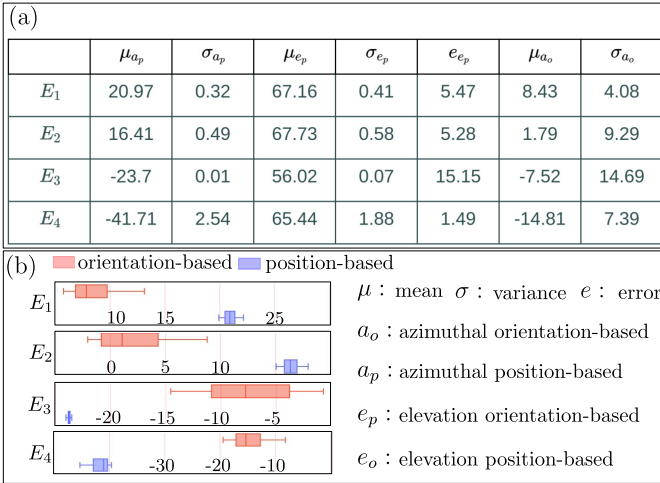 (a)
μ_{a_p} σ_{a_p} μ_{e_p} σ_{e_p} e_{e_p} μ_{a_o} σ_{a_o}
E_1 20.97 0.32 67.16 0.41 5.47 8.43 4.08
E_2 16.41 0.49 67.73 0.58 5.28 1.79 9.29
E_3 -23.7 0.01 56.02 0.07 15.15 -7.52 14.69
E_4 -41.71 2.54 65.44 1.88 1.49 -14.81 7.39
(b) orientation-based position-based
E_1 10 15 25
E_2 0 5 10 15
E_3 -20 -15 -10 -5
E_4 -30 -20 -10
μ : mean σ : variance e : error
a_o : azimuthal orientation-based
a_p : azimuthal position-based
e_p : elevation orientation-based
e_o : elevation position-based